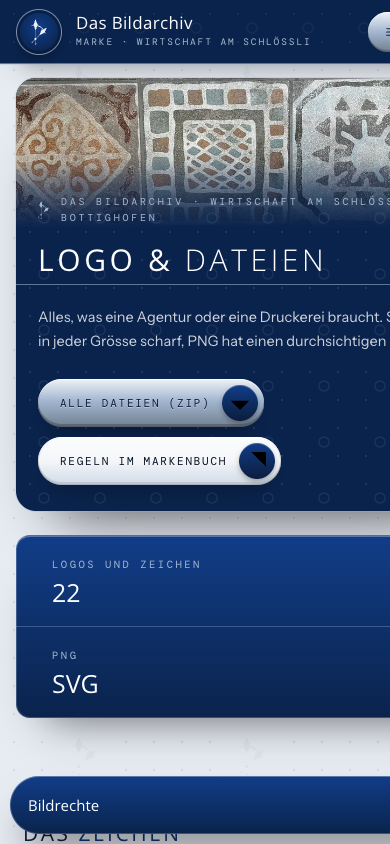 Das Bildarchiv
MARKE · WIRTSCHAFT AM SCHLÖSSLI
DAS BILDARCHIV · WIRTSCHAFT AM SCHLÖSS
BOTTIGHOFEN
LOGO & DATEIEN
Alles, was eine Agentur oder eine Druckerei braucht. S
in jeder Grösse scharf, PNG hat einen durchsichtigen
ALLE DATEIEN (ZIP)
REGELN IM MARKENBUCH
LOGOS UND ZEICHEN
22
PNG
SVG
Bildrechte
DAS ZEICHEN